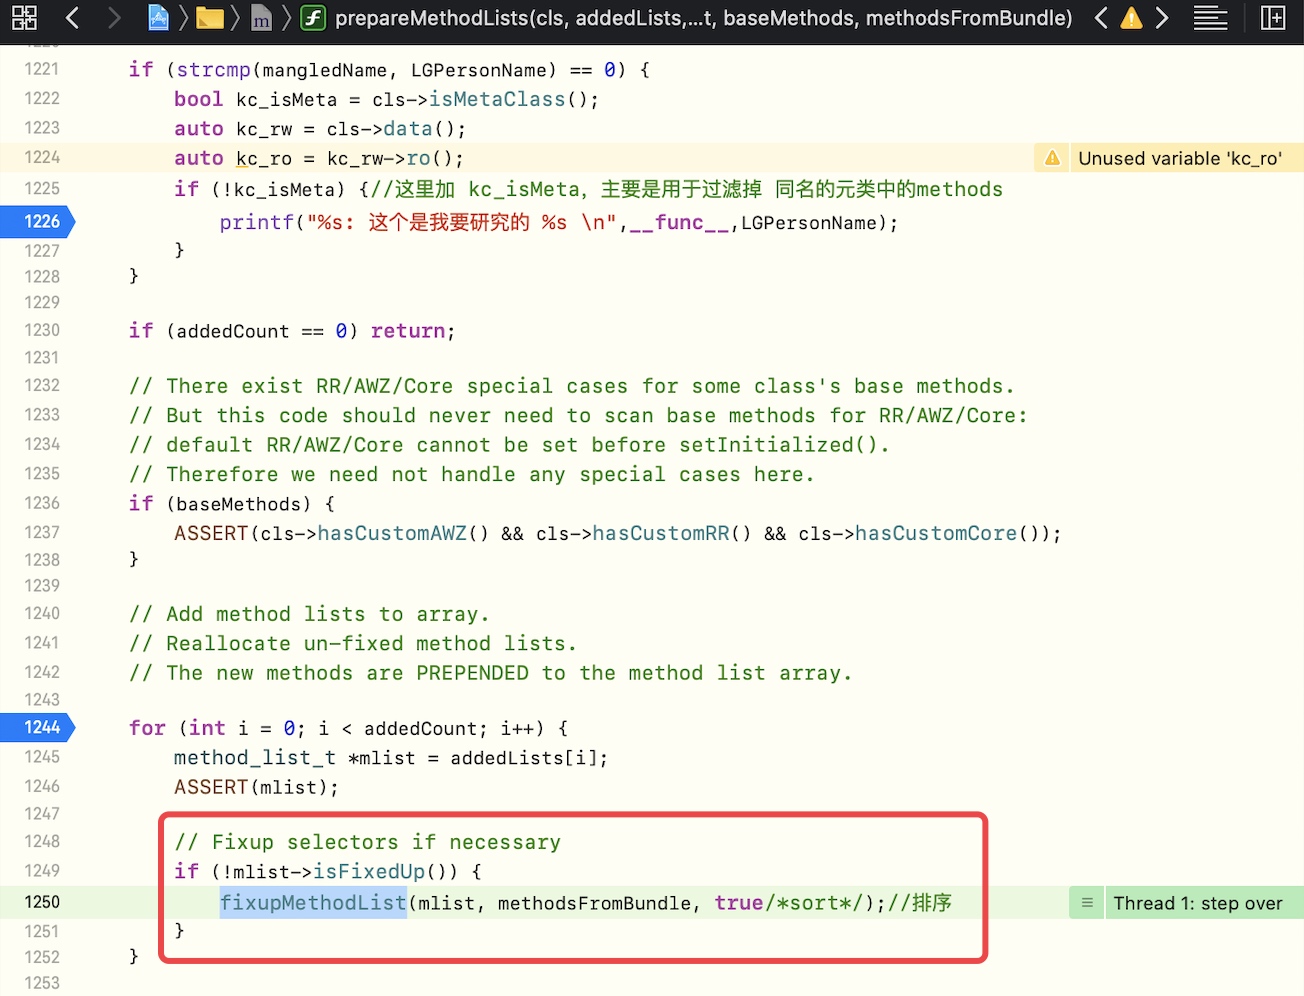 prepareMethodLists(cls, addedLists,...t, baseMethods, methodsFromBundle)
1221 if (strcmp(mangledName, LGPersonName) == 0) {
1222 bool kc_isMeta = cls->isMetaClass();
1223 auto kc_rw = cls->data();
1224 auto kc_ro = kc_rw->ro(); Unused variable 'kc_ro'
1225 if (!kc_isMeta) {//这里加 kc_isMeta，主要是用于过滤掉 同名的元类中的methods
1226 printf("%s: 这个是我要研究的 %s \n",__func__,LGPersonName);
1227 }
1228 }
1229
1230 if (addedCount == 0) return;
1231
1232 // There exist RR/AWZ/Core special cases for some class's base methods.
1233 // But this code should never need to scan base methods for RR/AWZ/Core:
1234 // default RR/AWZ/Core cannot be set before setInitialized().
1235 // Therefore we need not handle any special cases here.
1236 if (baseMethods) {
1237 ASSERT(cls->hasCustomAWZ() && cls->hasCustomRR() && cls->hasCustomCore());
1238 }
1239
1240 // Add method lists to array.
1241 // Reallocate un-fixed method lists.
1242 // The new methods are PREPENDED to the method list array.
1243
1244 for (int i = 0; i < addedCount; i++) {
1245 method_list_t *mlist = addedLists[i];
1246 ASSERT(mlist);
1247
1248 // Fixup selectors if necessary
1249 if (!mlist->isFixedUp()) {
1250 fixupMethodList(mlist, methodsFromBundle, true/*sort*/);//排序 Thread 1: step over
1251 }
1252 }
1253